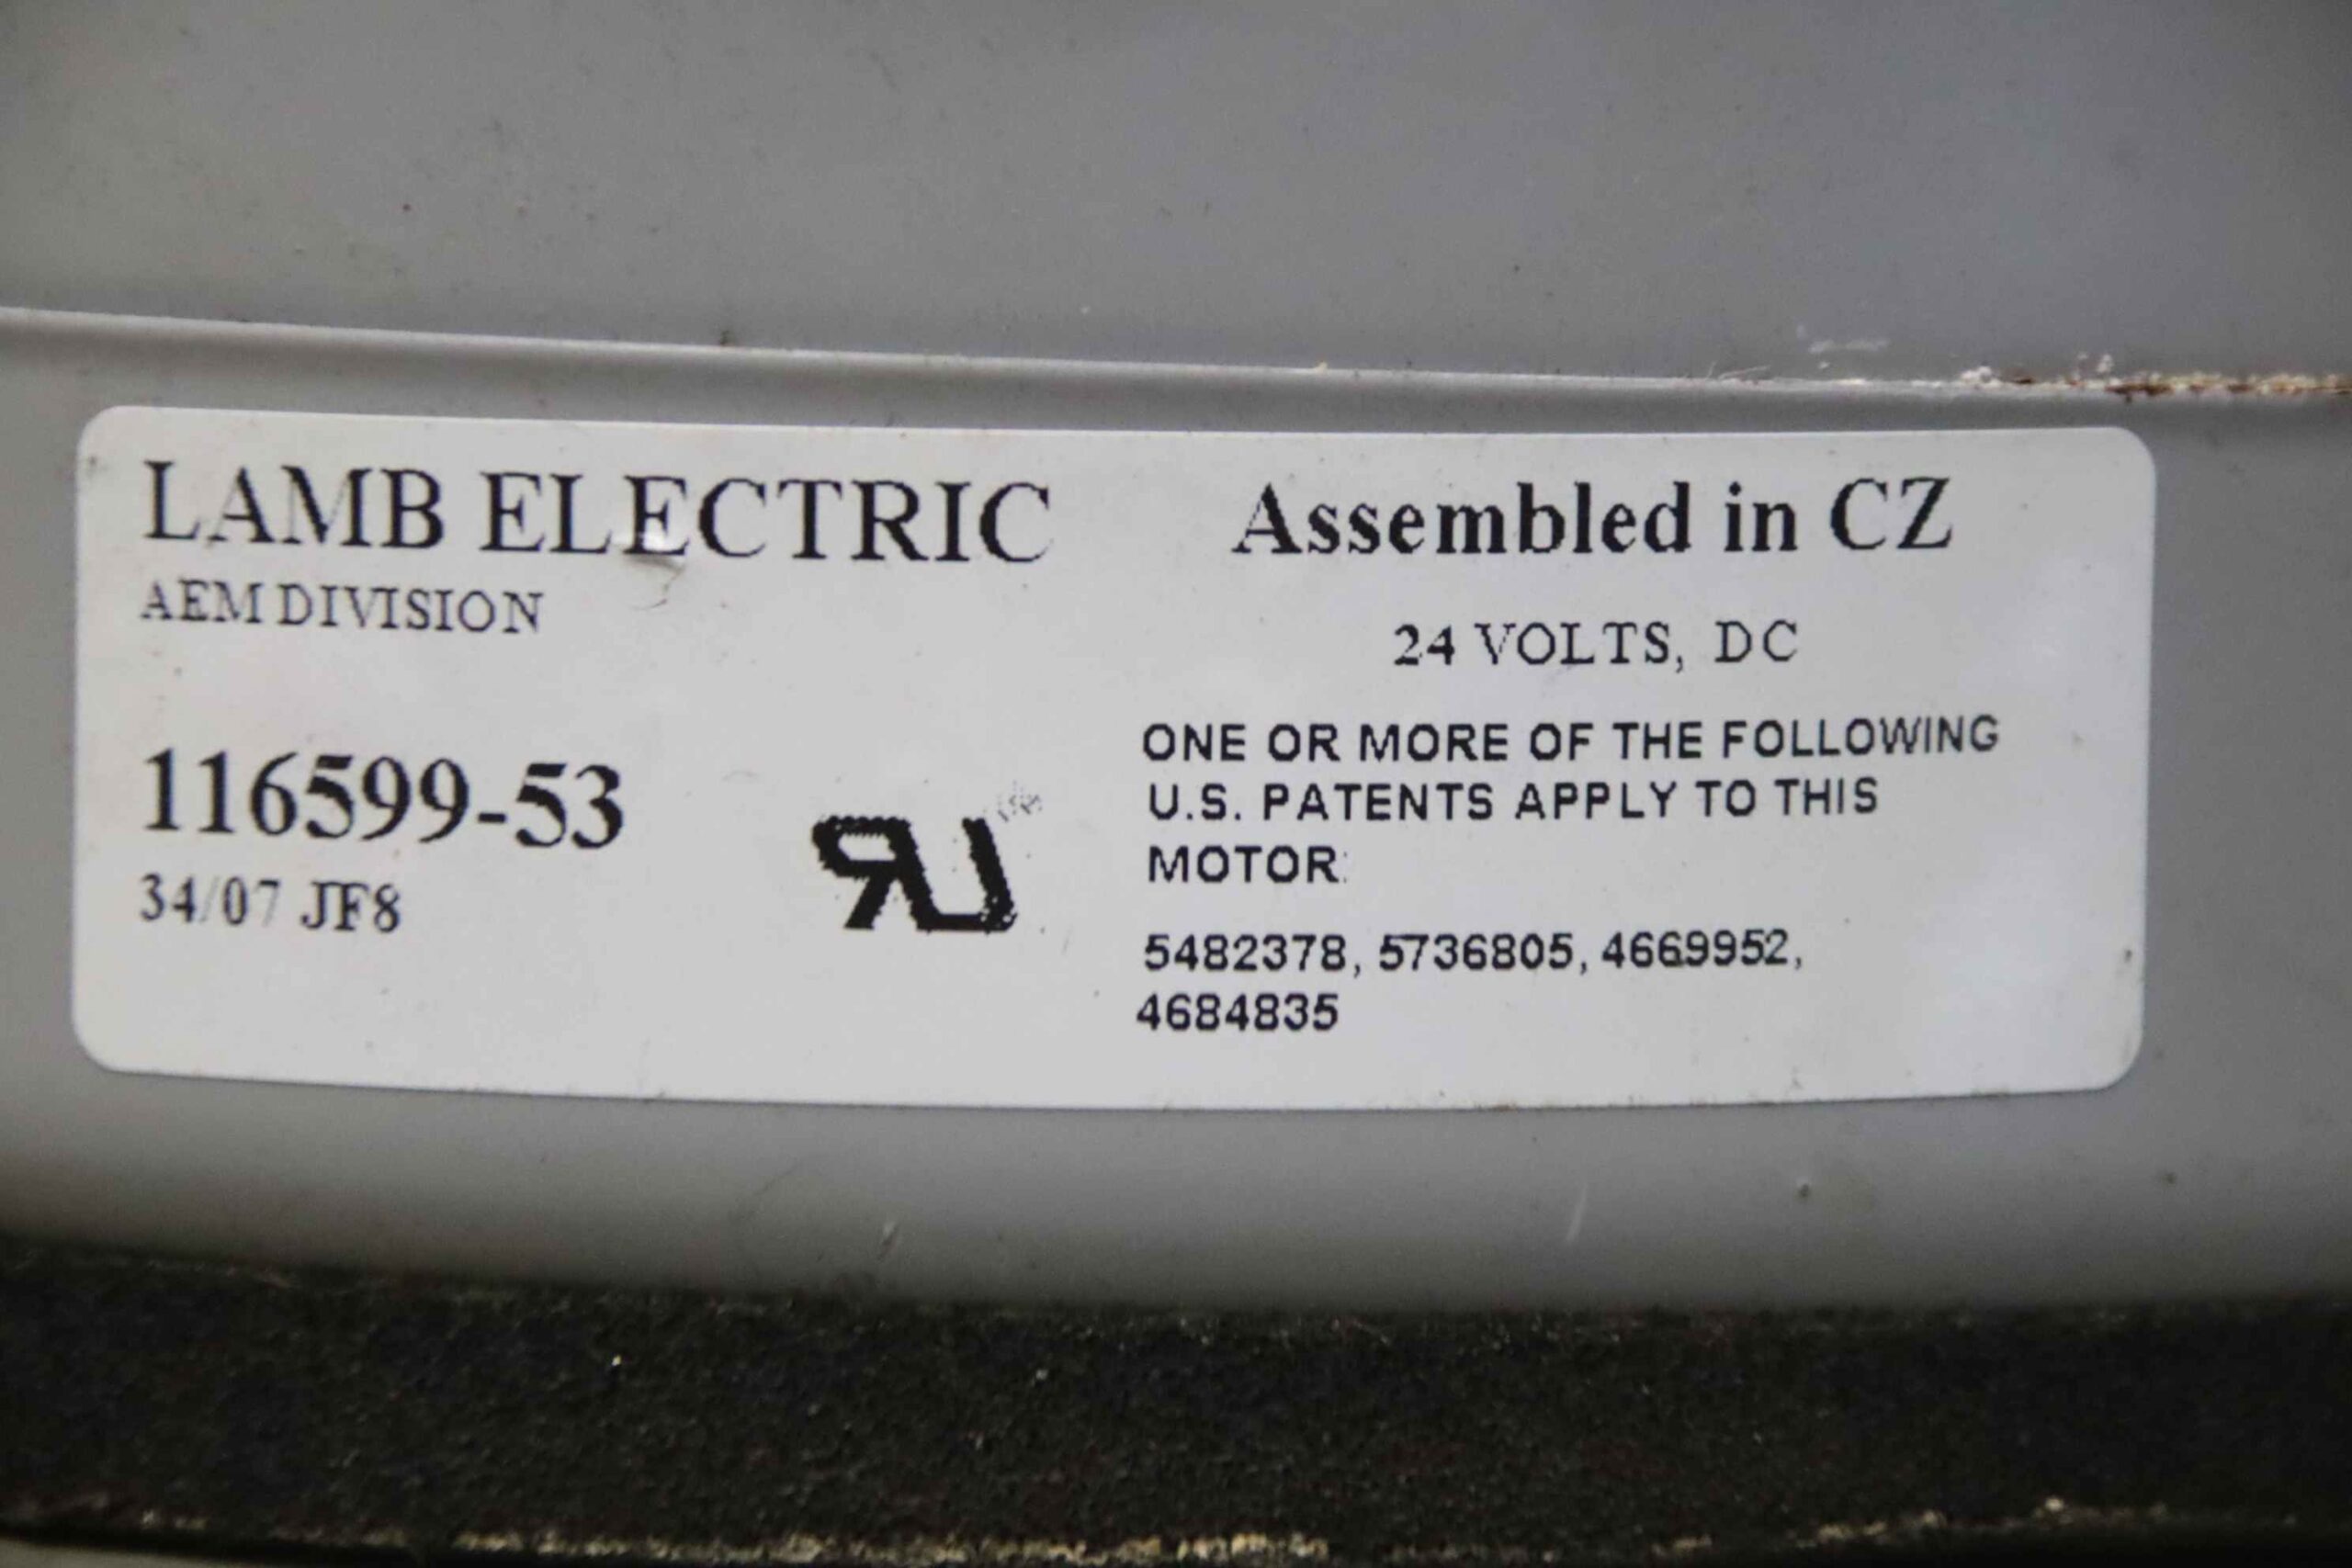 LAMB ELECTRIC
AEM DIVISION
116599-53
34/07 JF8
RU
Assembled in CZ
24 VOLTS, DC
ONE OR MORE OF THE FOLLOWING
U.S. PATENTS APPLY TO THIS
MOTOR:
5482378, 5736805, 4669952,
4684835